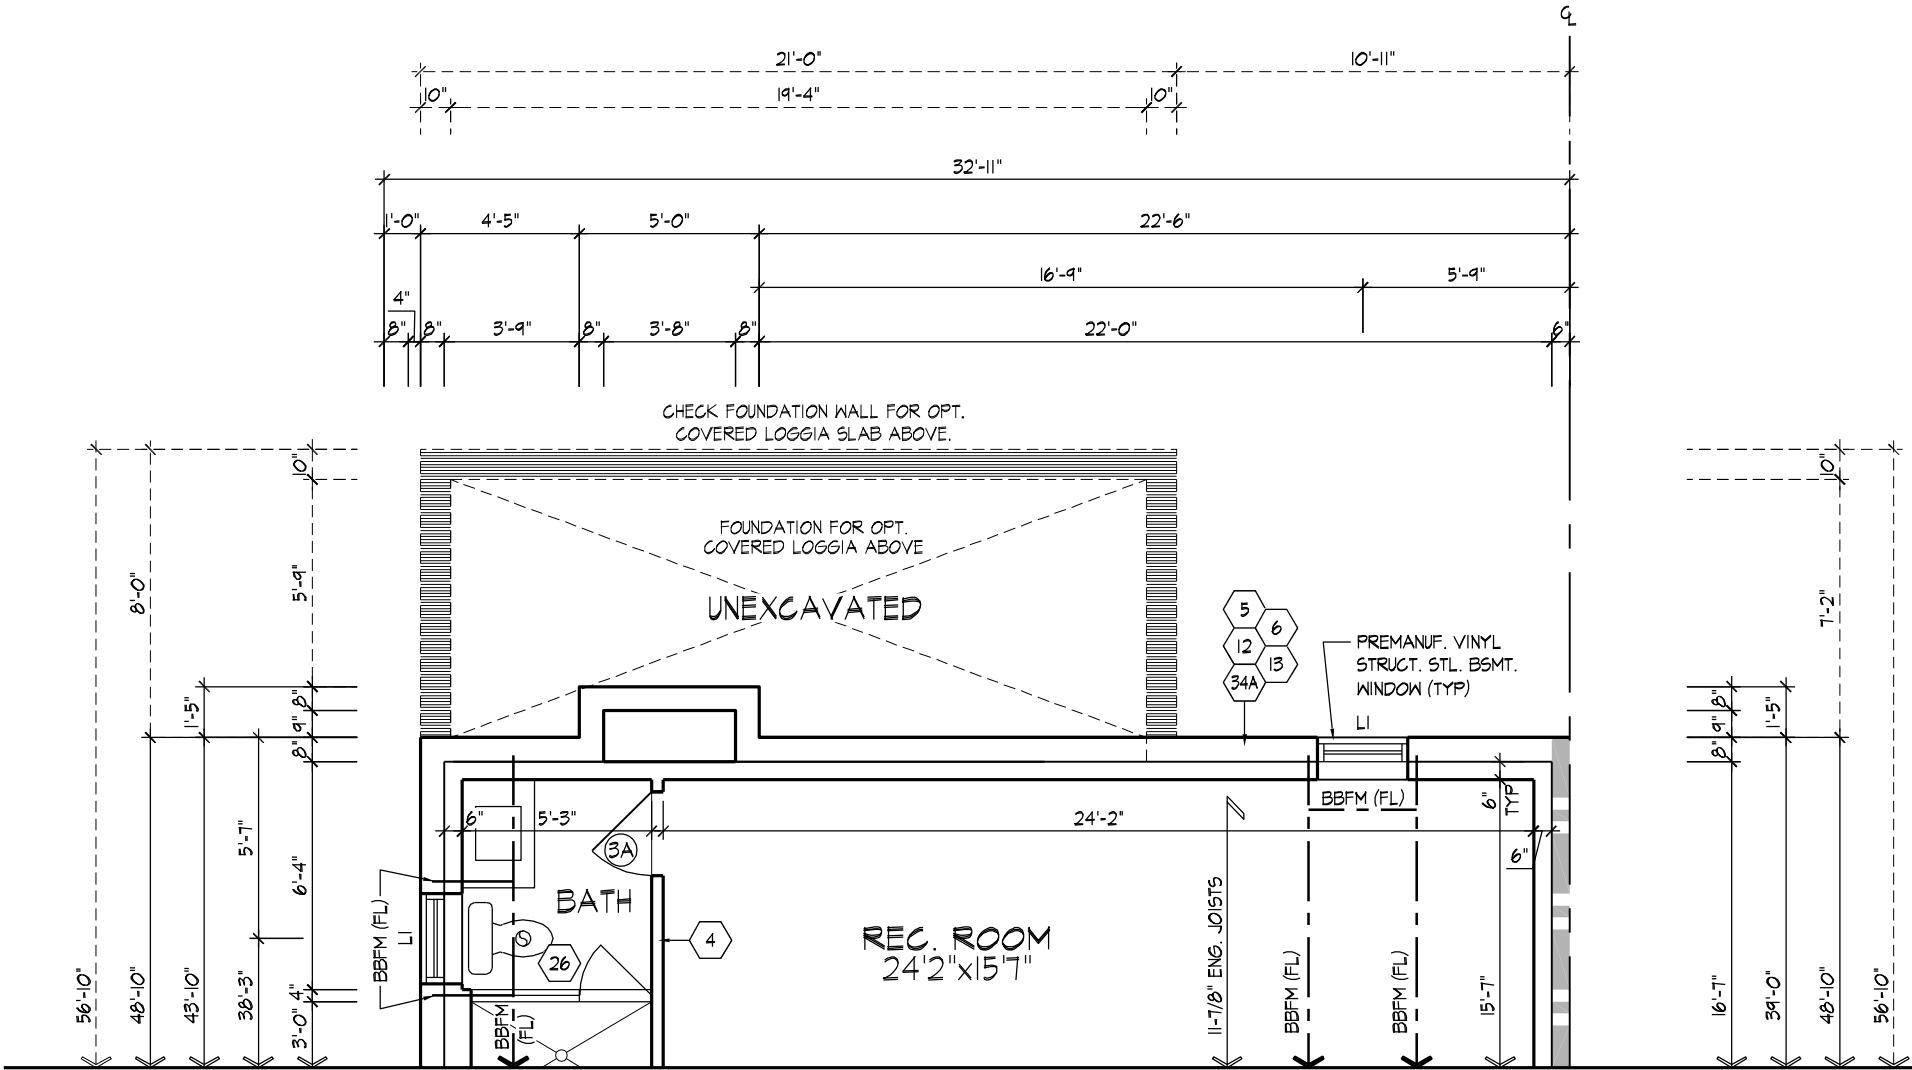 CL
21'-0" 10'-11"
10" 19'-4" 10"
32'-11"
1'-0" 4'-5" 5'-0" 22'-6"
16'-9" 5'-9"
4"
8" 8" 3'-9" 8" 3'-8" 8" 22'-0" 6"
CHECK FOUNDATION WALL FOR OPT.
COVERED LOGGIA SLAB ABOVE.
FOUNDATION FOR OPT.
COVERED LOGGIA ABOVE
UNEXCAVATED
10"
5'-9"
8'-0"
8"
9"
8"
1'-5"
5'-7"
6'-4"
4"
3'-0"
56'-10"
48'-10"
43'-10"
38'-3"
5
6
12
13
34A
PREMANUF. VINYL
STRUCT. STL. BSMT.
WINDOW (TYP)
L1
BBFM (FL)
6" 5'-3" 24'-2"
6"
TYP
6"
3A
BATH
BBFM (FL)
L1
26
4
REC. ROOM
24'2"x15'7"
BBFM
(FL)
11-7/8" ENG. JOISTS
BBFM (FL)
BBFM (FL)
15'-7"
10"
7'-2"
8"
9"
8"
1'-5"
16'-7"
39'-0"
48'-10"
56'-10"